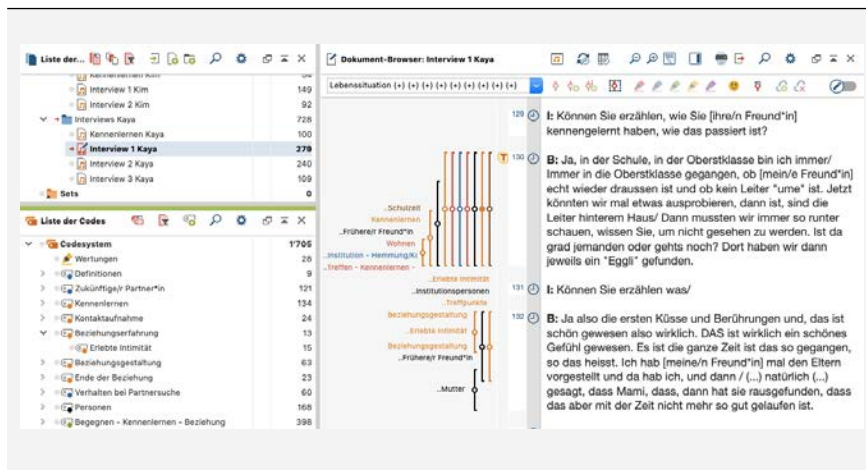 Liste der...
Interview 1 Kim 149
Interview 2 Kim 92
Interviews Kaya 728
Kennenlernen Kaya 100
Interview 1 Kaya 279
Interview 2 Kaya 240
Interview 3 Kaya 109
Sets 0
Liste der Codes
Codesystem 1'705
Wertungen 28
Definitionen 9
Zukünftige/r Partner*in 121
Kennenlernen 134
Kontaktaufnahme 24
Beziehungserfahrung 13
Erlebte Intimität 15
Beziehungsgestaltung 63
Ende der Beziehung 23
Verhalten bei Partnersuche 60
Personen 168
Begegnen - Kennenlernen - Beziehung 398
Dokument-Browser: Interview 1 Kaya
Lebenssituation (+) (+) (+) (+) (+) (+) (+) (+) (+)
..Schulzeit
Kennenlernen
..Frühere/r Freund*in
Wohnen
..Institution - Hemmung/Kl
..Treffen - Kennenlernen -
..Erlebte Intimität
..Institutionspersonen
..Treffpunkte
Beziehungsgestaltung
..Erlebte Intimität
Beziehungsgestaltung
..Frühere/r Freund*in
..Mutter
129 I: Können Sie erzählen, wie Sie [ihre/n Freund*in]
kennengelernt haben, wie das passiert ist?
T 130 B: Ja, in der Schule, in der Oberstklasse bin ich immer/
Immer in die Oberstklasse gegangen, ob [mein/e Freund*in]
echt wieder draussen ist und ob kein Leiter "ume" ist. Jetzt
könnten wir mal etwas ausprobieren, dann ist, sind die
Leiter hinterem Haus/ Dann mussten wir immer so runter
schauen, wissen Sie, um nicht gesehen zu werden. Ist da
grad jemanden oder gehts noch? Dort haben wir dann
jeweils ein "Eggli" gefunden.
131 I: Können Sie erzählen was/
132 B: Ja also die ersten Küsse und Berührungen und, das ist
schön gewesen also wirklich. DAS ist wirklich ein schönes
Gefühl gewesen. Es ist die ganze Zeit ist das so gegangen,
so das heisst. Ich hab [meine/n Freund*in] mal den Eltern
vorgestellt und da hab ich, und dann / (...) natürlich (...)
gesagt, dass Mami, dass, dann hat sie rausgefunden, dass
das aber mit der Zeit nicht mehr so gut gelaufen ist.